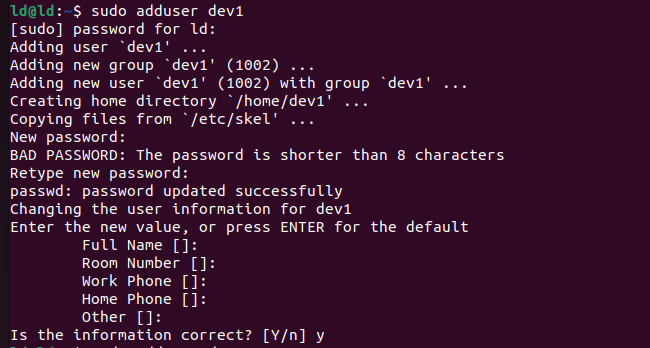 ld@ld:~$ sudo adduser dev1
[sudo] password for ld:
Adding user `dev1' ...
Adding new group `dev1' (1002) ...
Adding new user `dev1' (1002) with group `dev1' ...
Creating home directory `/home/dev1' ...
Copying files from `/etc/skel' ...
New password:
BAD PASSWORD: The password is shorter than 8 characters
Retype new password:
passwd: password updated successfully
Changing the user information for dev1
Enter the new value, or press ENTER for the default
Full Name []:
Room Number []:
Work Phone []:
Home Phone []:
Other []:
Is the information correct? [Y/n] y